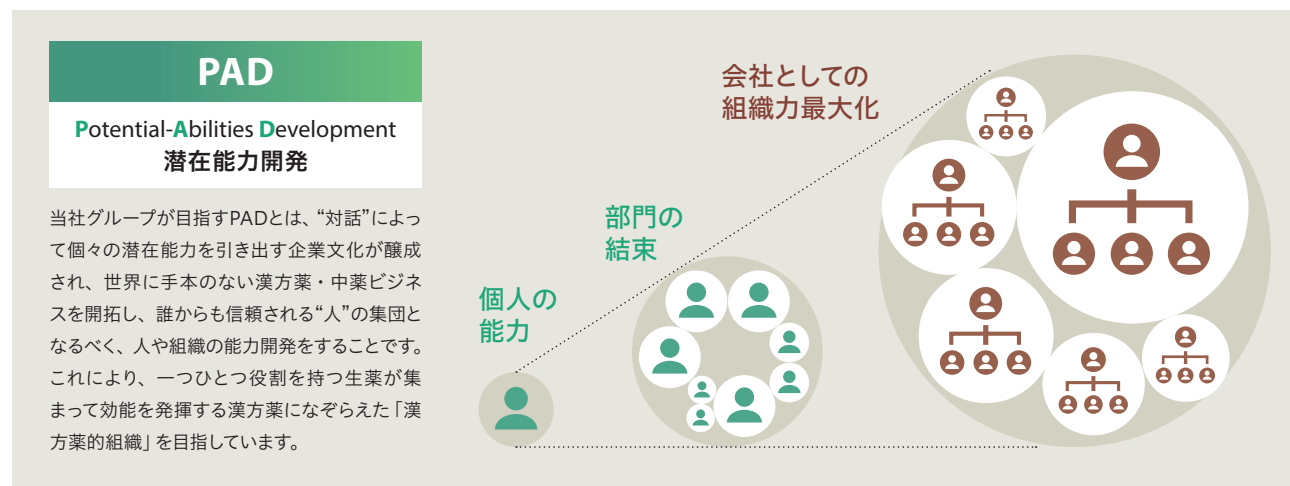 PAD
Potential-Abilities Development
潜在能力開発
当社グループが目指すPADとは、“対話”によっ
て個々の潜在能力を引き出す企業文化が醸成
され、世界に手本のない漢方薬・中薬ビジネ
スを開拓し、誰からも信頼される“人”の集団と
なるべく、人や組織の能力開発をすることです。
これにより、一つひとつ役割を持つ生薬が集
まって効能を発揮する漢方薬になぞらえた「漢
方薬的組織」を目指しています。
個人の
能力
部門の
結束
会社としての
組織力最大化